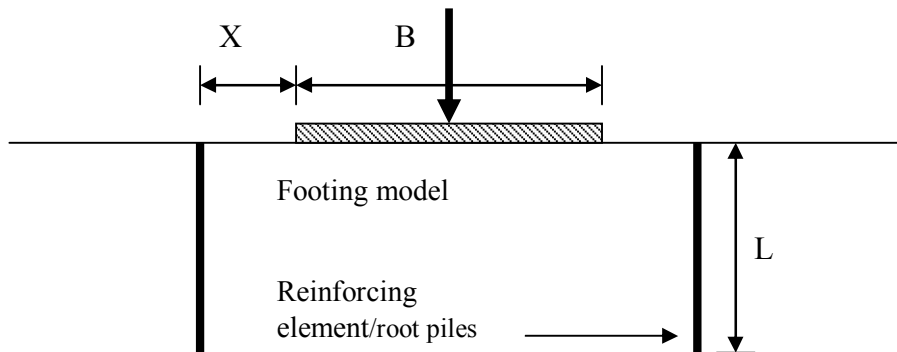 X
B
Footing model
L
Reinforcing
element/root piles